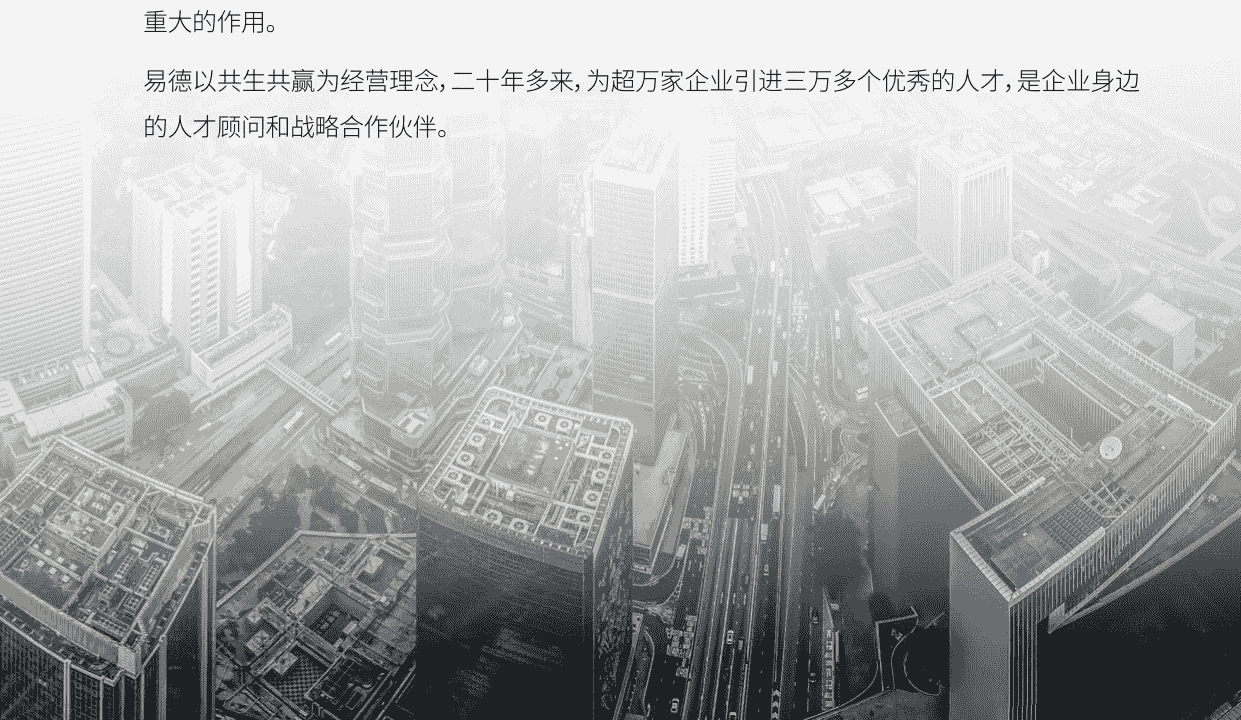 重大的作用。
易德以共生共赢为经营理念，二十年多来，为超万家企业引进三万多个优秀的人才，是企业身边
的人才顾问和战略合作伙伴。